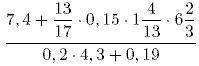 7,4 + 13/17 · 0,15 · 1 4/13 · 6 2/3
0,2 · 4,3 + 0,19